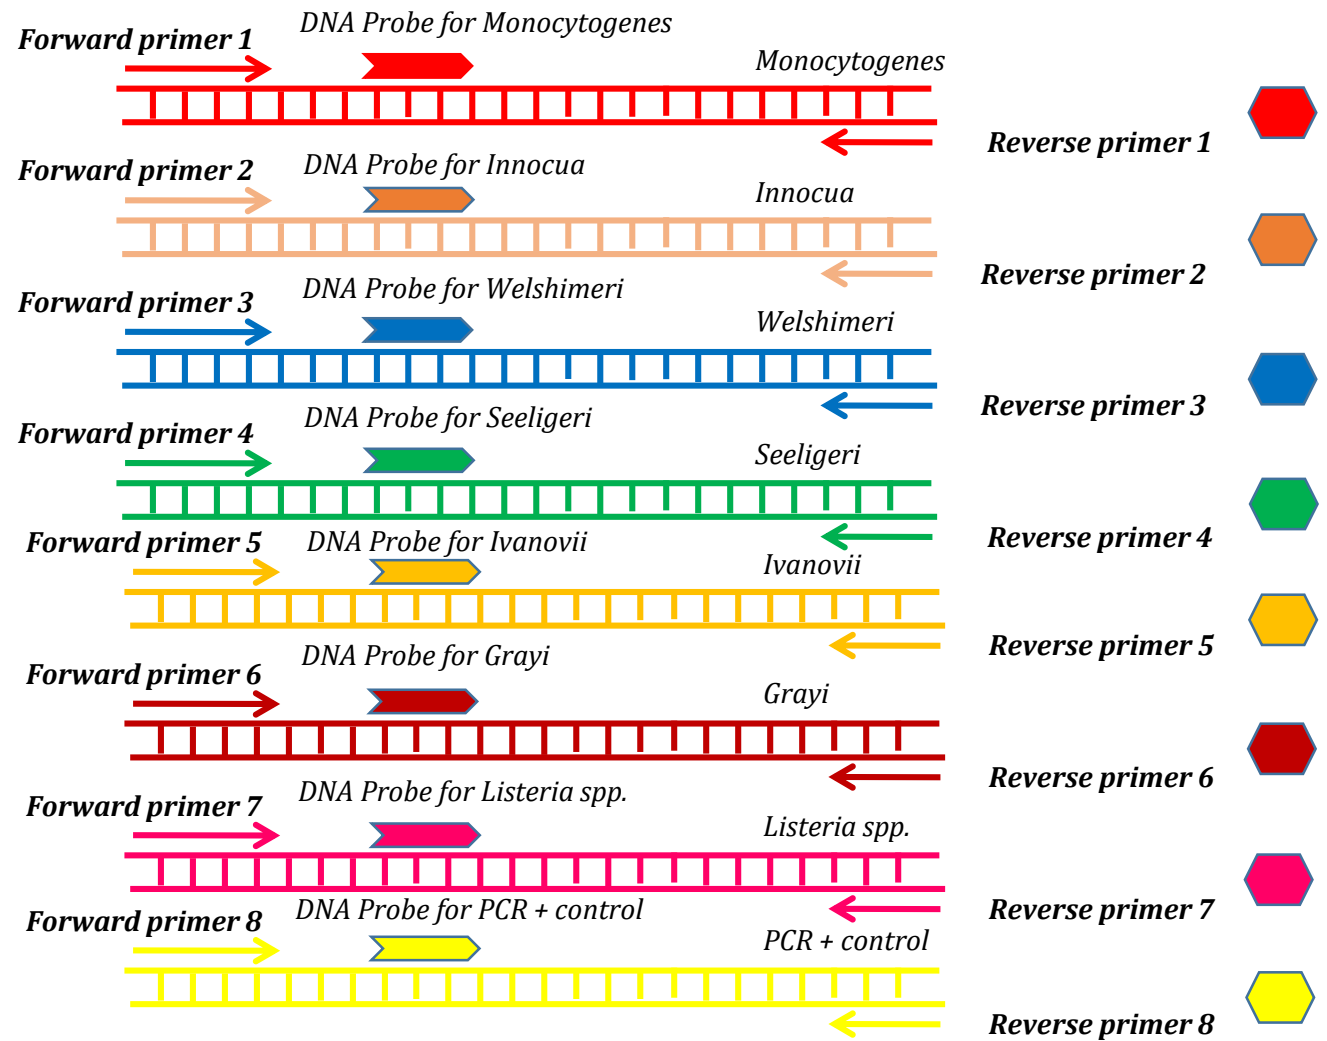 DNA Probe for Monocytogenes
Forward primer 1
Monocytogenes
Reverse primer 1
DNA Probe for Innocua
Forward primer 2
Innocua
Reverse primer 2
DNA Probe for Welshimeri
Forward primer 3
Welshimeri
Reverse primer 3
DNA Probe for Seeligeri
Forward primer 4
Seeligeri
Reverse primer 4
DNA Probe for Ivanovii
Forward primer 5
Ivanovii
Reverse primer 5
DNA Probe for Grayi
Forward primer 6
Grayi
Reverse primer 6
DNA Probe for Listeria spp.
Forward primer 7
Listeria spp.
Reverse primer 7
DNA Probe for PCR + control
Forward primer 8
PCR + control
Reverse primer 8